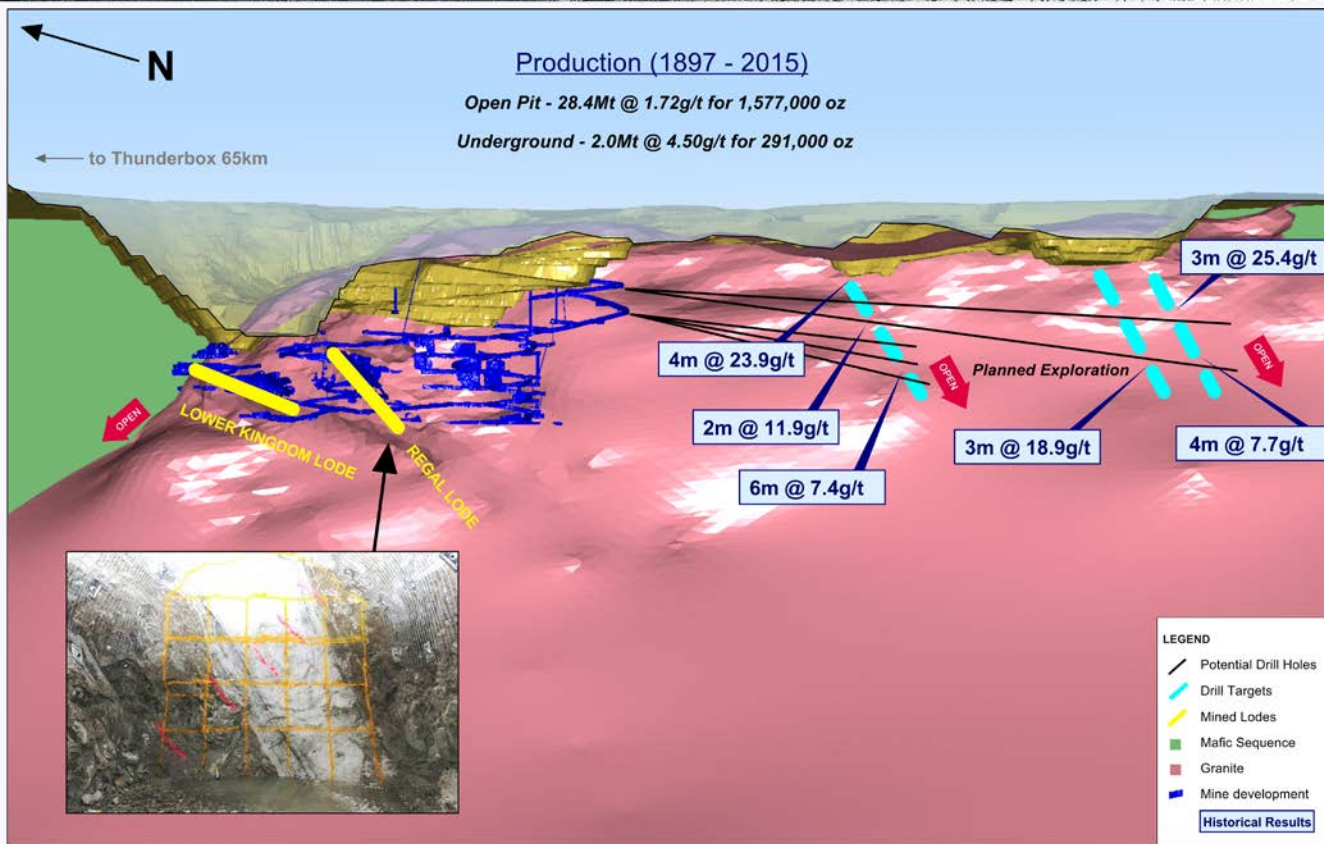 N
Production (1897 - 2015)
Open Pit - 28.4Mt @ 1.72g/t for 1,577,000 oz
Underground - 2.0Mt @ 4.50g/t for 291,000 oz
to Thunderbox 65km
3m @ 25.4g/t
4m @ 23.9g/t
OPEN
Planned Exploration
OPEN
2m @ 11.9g/t
3m @ 18.9g/t
4m @ 7.7g/t
6m @ 7.4g/t
OPEN
LOWER KINGDOM LODE
REGAL LODE
LEGEND
Potential Drill Holes
Drill Targets
Mined Lodes
Mafic Sequence
Granite
Mine development
Historical Results